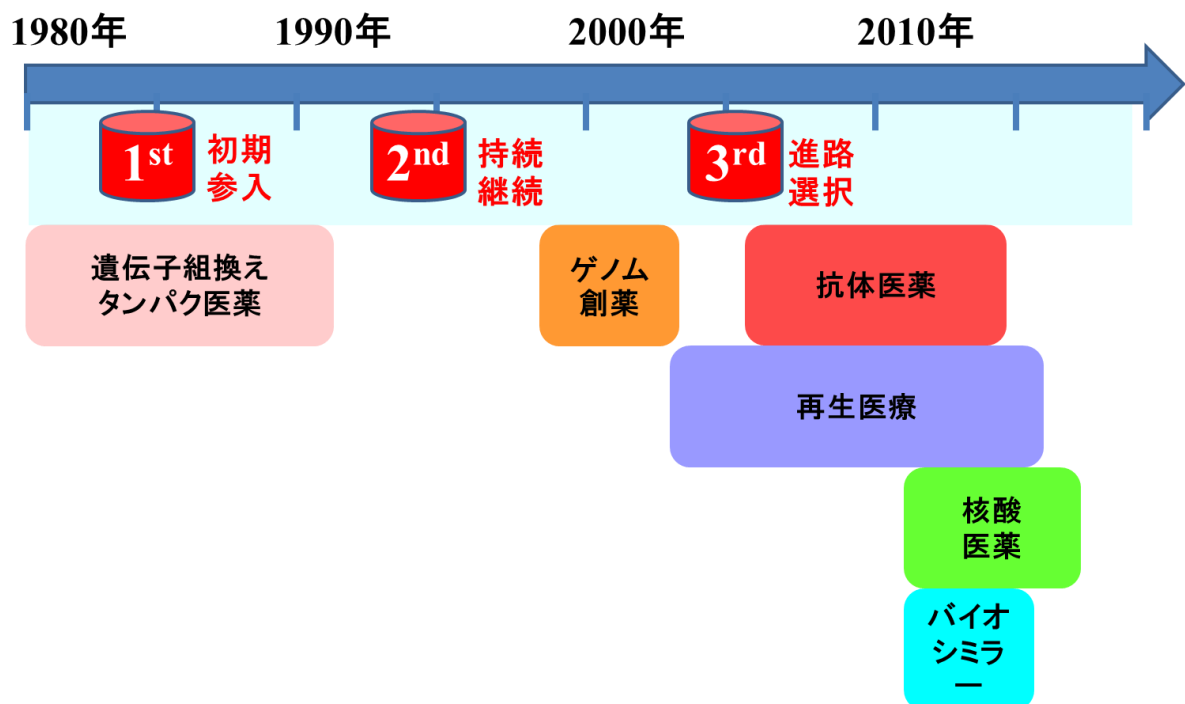 1980年 1990年 2000年 2010年
1st
初期
参入
2nd
持続
継続
3rd
進路
選択
遺伝子組換え
タンパク医薬
ゲノム
創薬
抗体医薬
再生医療
核酸
医薬
バイオ
シミラ
ー